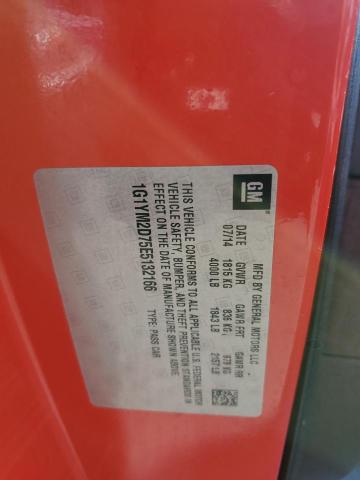 GM
MFD BY GENERAL MOTORS LLC
DATE GVWR GAWR FRT GAWR RR
07/14 1815 KG 836 KG 979 KG
4000 LB 1843 LB 2157 LB
THIS VEHICLE CONFORMS TO ALL APPLICABLE U.S. FEDERAL MOTOR
VEHICLE SAFETY, BUMPER, AND THEFT PREVENTION STANDARDS IN
EFFECT ON THE DATE OF MANUFACTURE SHOWN ABOVE.
1G1YM2D75E5132166 TYPE: PASS CAR